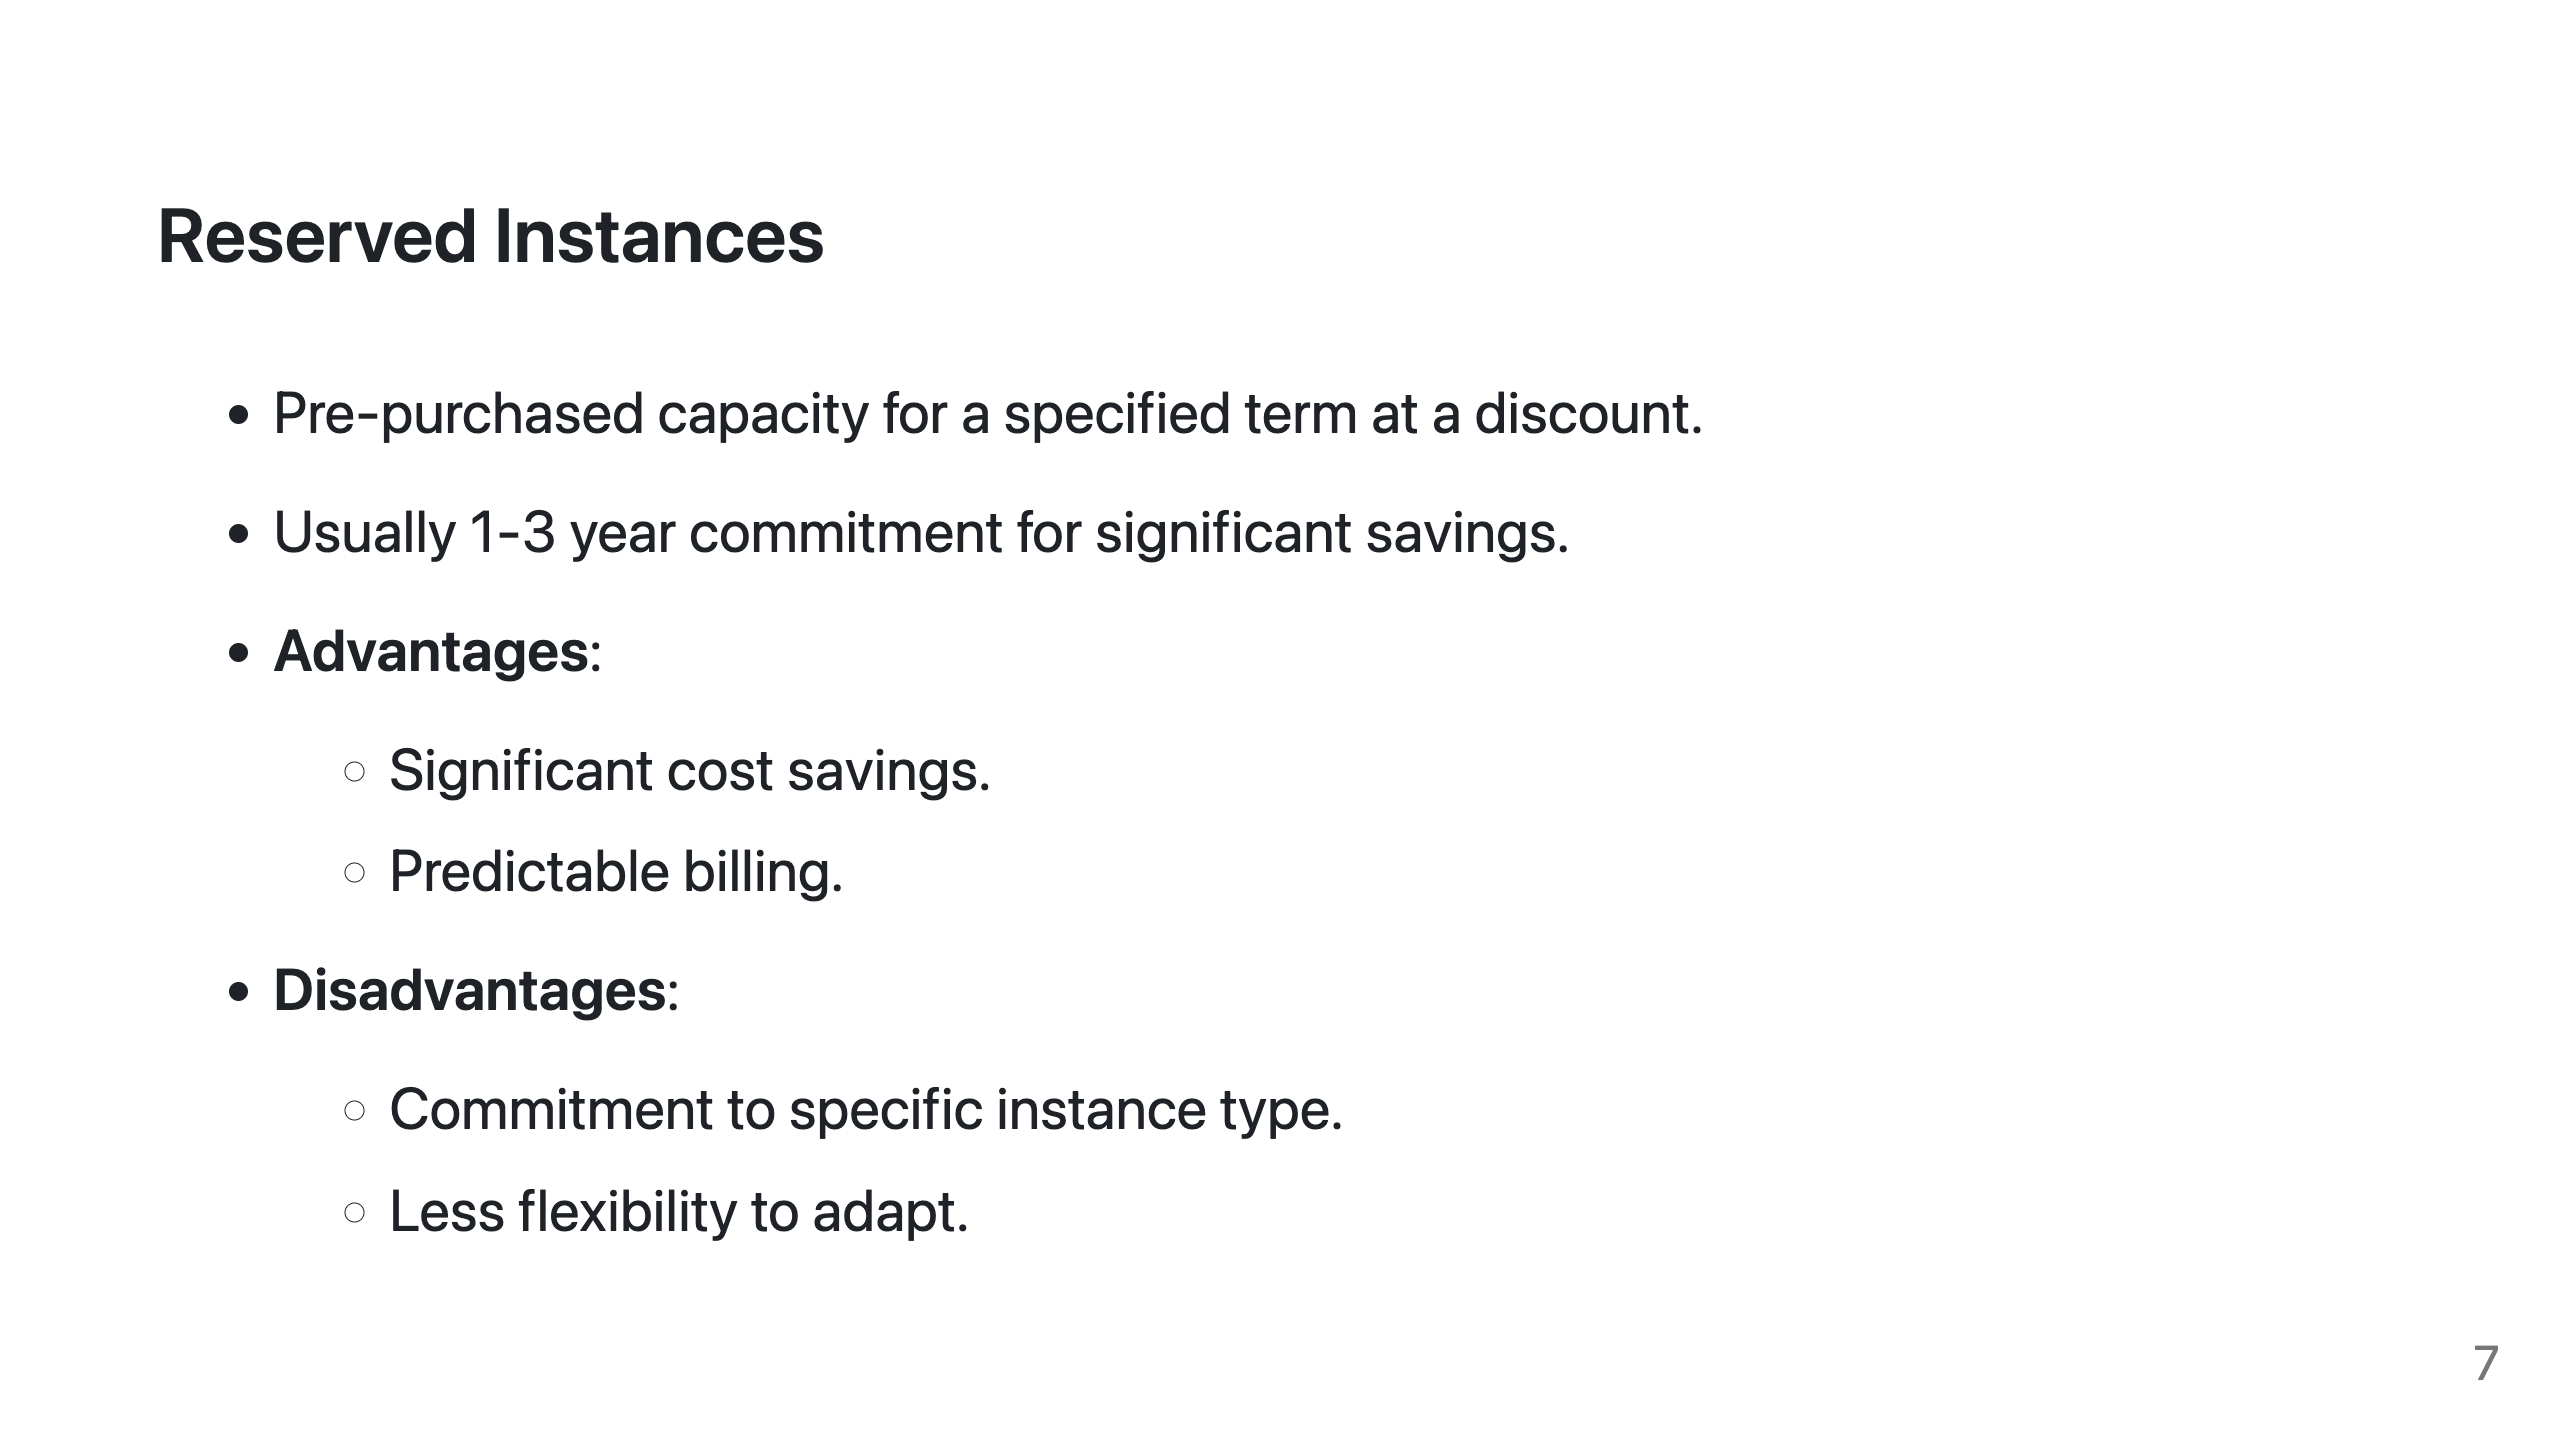 Reserved Instances
• Pre-purchased capacity for a specified term at a discount.
• Usually 1-3 year commitment for significant savings.
• Advantages:
○ Significant cost savings.
○ Predictable billing.
• Disadvantages:
○ Commitment to specific instance type.
○ Less flexibility to adapt.
7